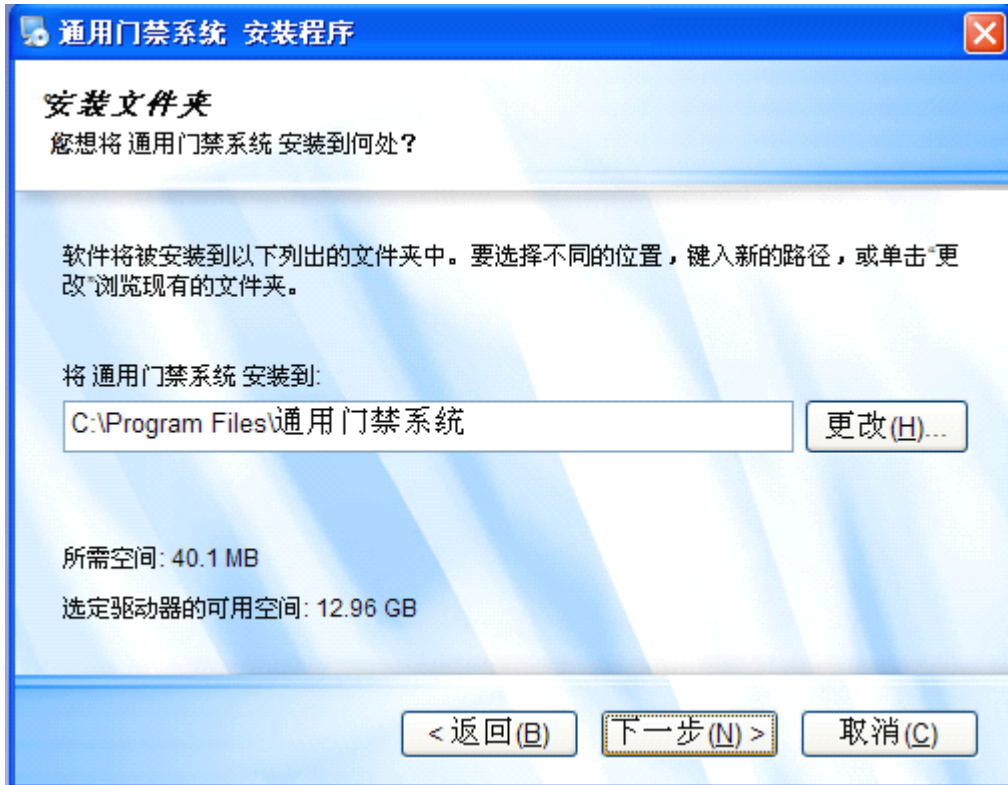 通用门禁系统 安装程序
安装文件夹
您想将 通用门禁系统 安装到何处？
软件将被安装到以下列出的文件夹中。要选择不同的位置，键入新的路径，或单击“更
改”浏览现有的文件夹。
将 通用门禁系统 安装到:
C:\Program Files\通用门禁系统
更改(H)...
所需空间: 40.1 MB
选定驱动器的可用空间: 12.96 GB
< 返回(B)
下一步(N) >
取消(C)